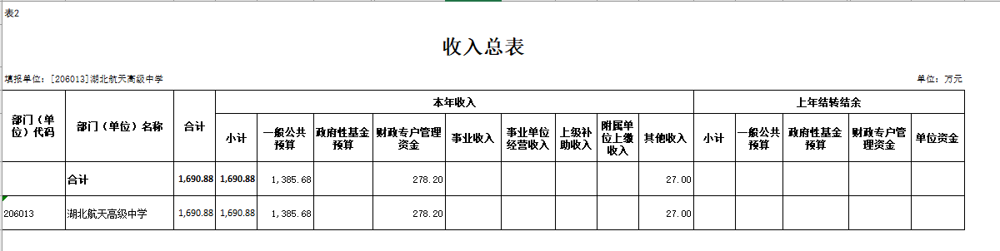 表2
收入总表
填报单位：[206013]湖北航天高级中学 单位：万元
部门（单位）代码 部门（单位）名称 合计 本年收入 上年结转结余
小计 一般公共预算 政府性基金预算 财政专户管理资金 事业收入 事业单位经营收入 上级补助收入 附属单位上缴收入 其他收入 小计 一般公共预算 政府性基金预算 财政专户管理资金 单位资金
合计 1,690.88 1,690.88 1,385.68 278.20 27.00
206013 湖北航天高级中学 1,690.88 1,690.88 1,385.68 278.20 27.00